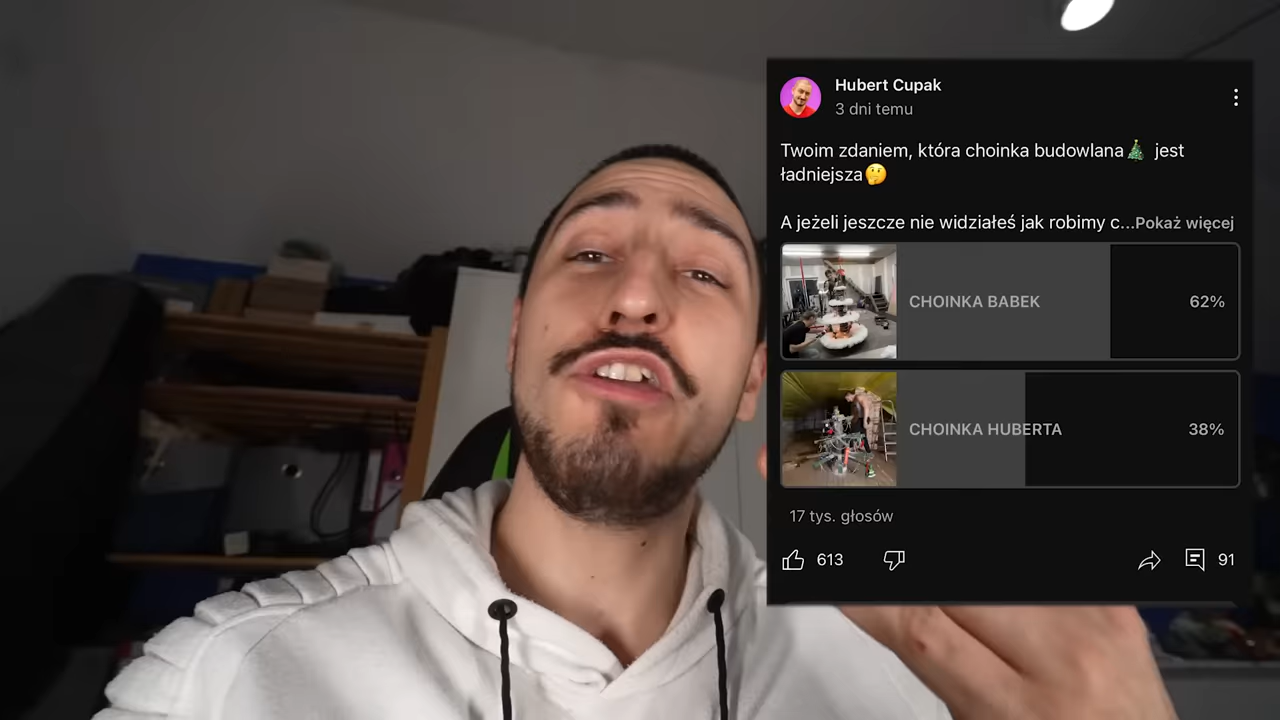 Hubert Cupak
3 dni temu
Twoim zdaniem, która choinka budowlana🎄 jest
ładniejsza🤔
A jeżeli jeszcze nie widziałeś jak robimy c...Pokaż więcej
CHOINKA BABEK 62%
CHOINKA HUBERTA 38%
17 tys. głosów
613 91